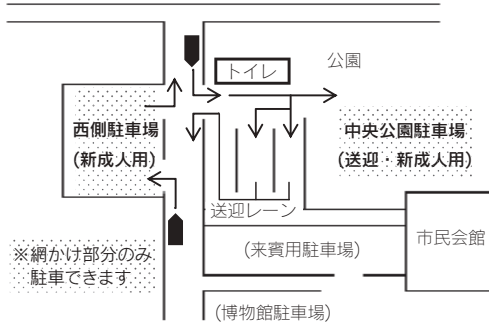 トイレ
公園
西側駐車場
(新成人用)
中央公園駐車場
(送迎・新成人用)
送迎レーン
※網かけ部分のみ
駐車できます
(来賓用駐車場)
市民会館
(博物館駐車場)